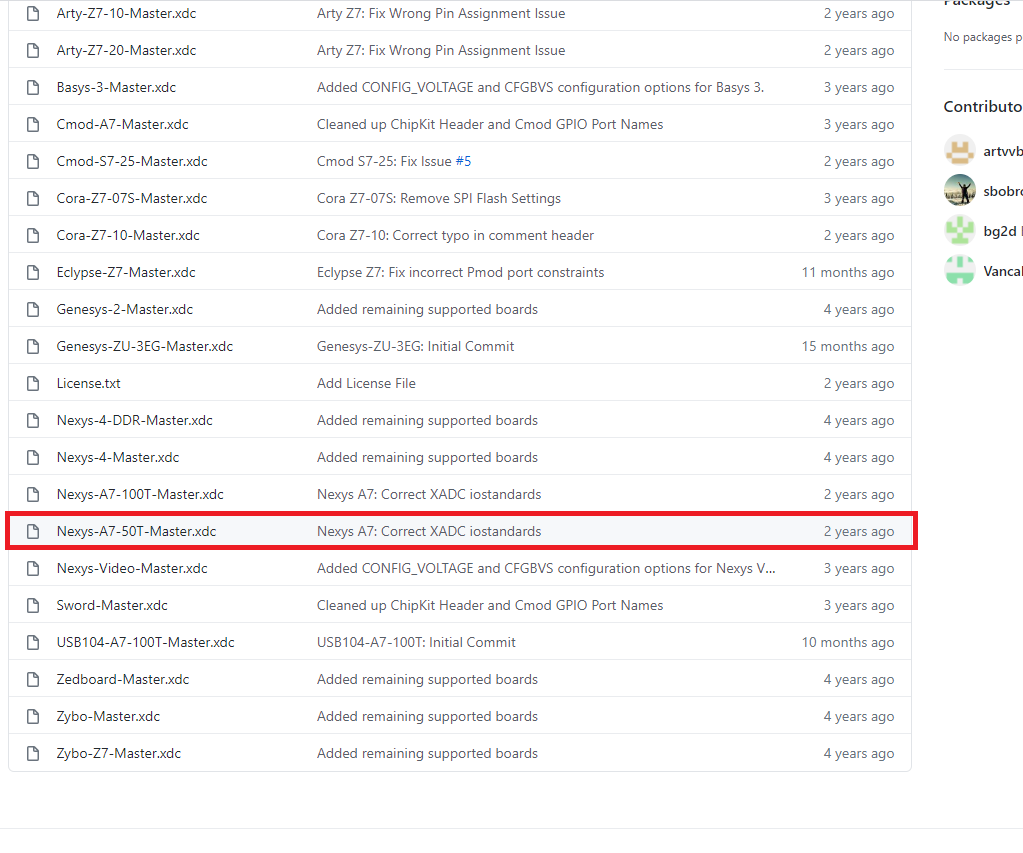 Packages
Arty-Z7-10-Master.xdc Arty Z7: Fix Wrong Pin Assignment Issue 2 years ago
No packages p
Arty-Z7-20-Master.xdc Arty Z7: Fix Wrong Pin Assignment Issue 2 years ago
Basys-3-Master.xdc Added CONFIG_VOLTAGE and CFGBVS configuration options for Basys 3. 3 years ago
Contributo
Cmod-A7-Master.xdc Cleaned up ChipKit Header and Cmod GPIO Port Names 3 years ago
artvvb
Cmod-S7-25-Master.xdc Cmod S7-25: Fix Issue #5 2 years ago
sbobro
Cora-Z7-07S-Master.xdc Cora Z7-07S: Remove SPI Flash Settings 3 years ago
bg2d
Cora-Z7-10-Master.xdc Cora Z7-10: Correct typo in comment header 2 years ago
Vancal
Eclypse-Z7-Master.xdc Eclypse Z7: Fix incorrect Pmod port constraints 11 months ago
Genesys-2-Master.xdc Added remaining supported boards 4 years ago
Genesys-ZU-3EG-Master.xdc Genesys-ZU-3EG: Initial Commit 15 months ago
License.txt Add License File 2 years ago
Nexys-4-DDR-Master.xdc Added remaining supported boards 4 years ago
Nexys-4-Master.xdc Added remaining supported boards 4 years ago
Nexys-A7-100T-Master.xdc Nexys A7: Correct XADC iostandards 2 years ago
Nexys-A7-50T-Master.xdc Nexys A7: Correct XADC iostandards 2 years ago
Nexys-Video-Master.xdc Added CONFIG_VOLTAGE and CFGBVS configuration options for Nexys V... 3 years ago
Sword-Master.xdc Cleaned up ChipKit Header and Cmod GPIO Port Names 3 years ago
USB104-A7-100T-Master.xdc USB104-A7-100T: Initial Commit 10 months ago
Zedboard-Master.xdc Added remaining supported boards 4 years ago
Zybo-Master.xdc Added remaining supported boards 4 years ago
Zybo-Z7-Master.xdc Added remaining supported boards 4 years ago